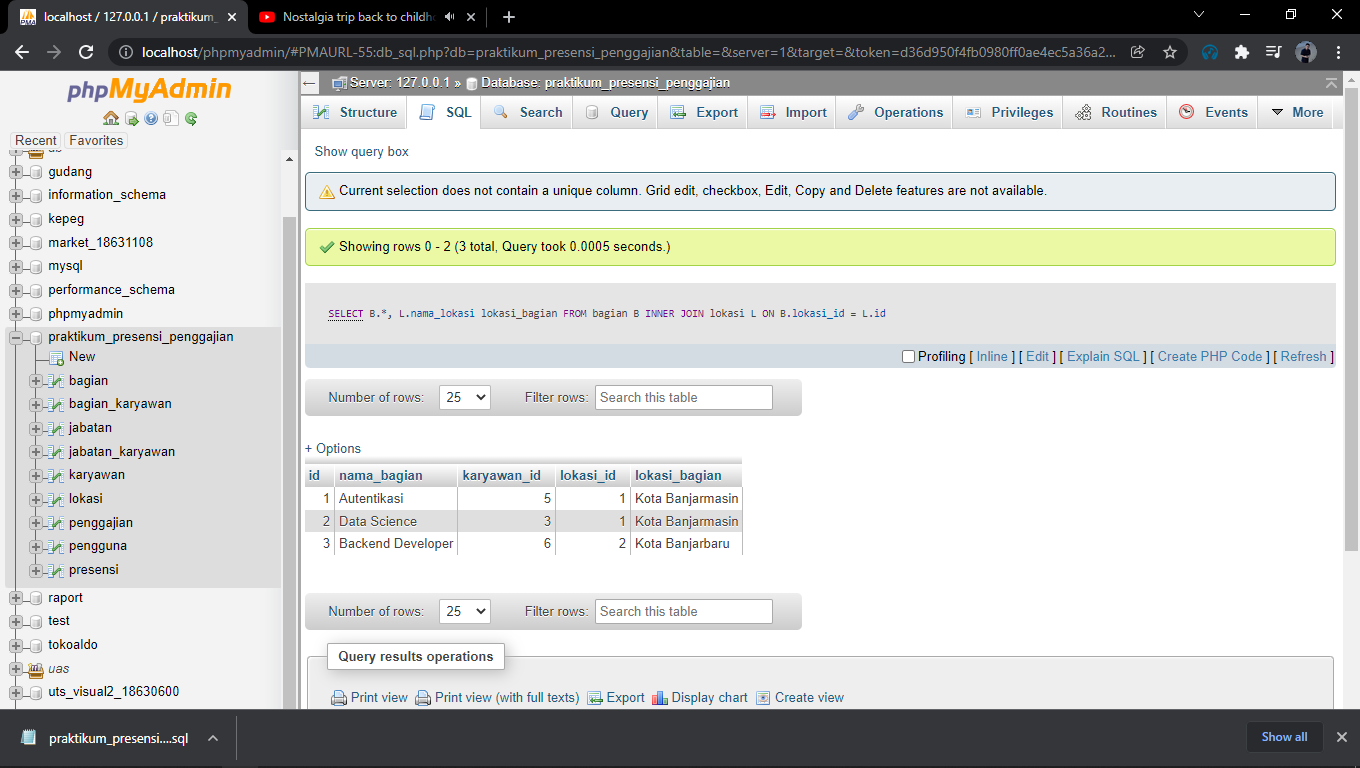 localhost / 127.0.0.1 / praktikum_
Nostalgia trip back to childh
localhost/phpmyadmin/#PMAURL-55:db_sql.php?db=praktikum_presensi_penggajian&table=&server=1&target=&token=d36d950f4fb0980ff0ae4ec5a36a2...
phpMyAdmin
Recent Favorites
gudang
information_schema
kepeg
market_18631108
mysql
performance_schema
phpmyadmin
praktikum_presensi_penggajian
New
bagian
bagian_karyawan
jabatan
jabatan_karyawan
karyawan
lokasi
penggajian
pengguna
presensi
raport
test
tokoaldo
uas
uts_visual2_18630600
Server: 127.0.0.1 » Database: praktikum_presensi_penggajian
Structure SQL Search Query Export Import Operations Privileges Routines Events More
Show query box
Current selection does not contain a unique column. Grid edit, checkbox, Edit, Copy and Delete features are not available.
Showing rows 0 - 2 (3 total, Query took 0.0005 seconds.)
SELECT B.*, L.nama_lokasi lokasi_bagian FROM bagian B INNER JOIN lokasi L ON B.lokasi_id = L.id
Profiling [ Inline ] [ Edit ] [ Explain SQL ] [ Create PHP Code ] [ Refresh ]
Number of rows: 25 Filter rows: Search this table
+ Options
id nama_bagian karyawan_id lokasi_id lokasi_bagian
1 Autentikasi 5 1 Kota Banjarmasin
2 Data Science 3 1 Kota Banjarmasin
3 Backend Developer 6 2 Kota Banjarbaru
Number of rows: 25 Filter rows: Search this table
Query results operations
Print view Print view (with full texts) Export Display chart Create view
praktikum_presensi....sql
Show all